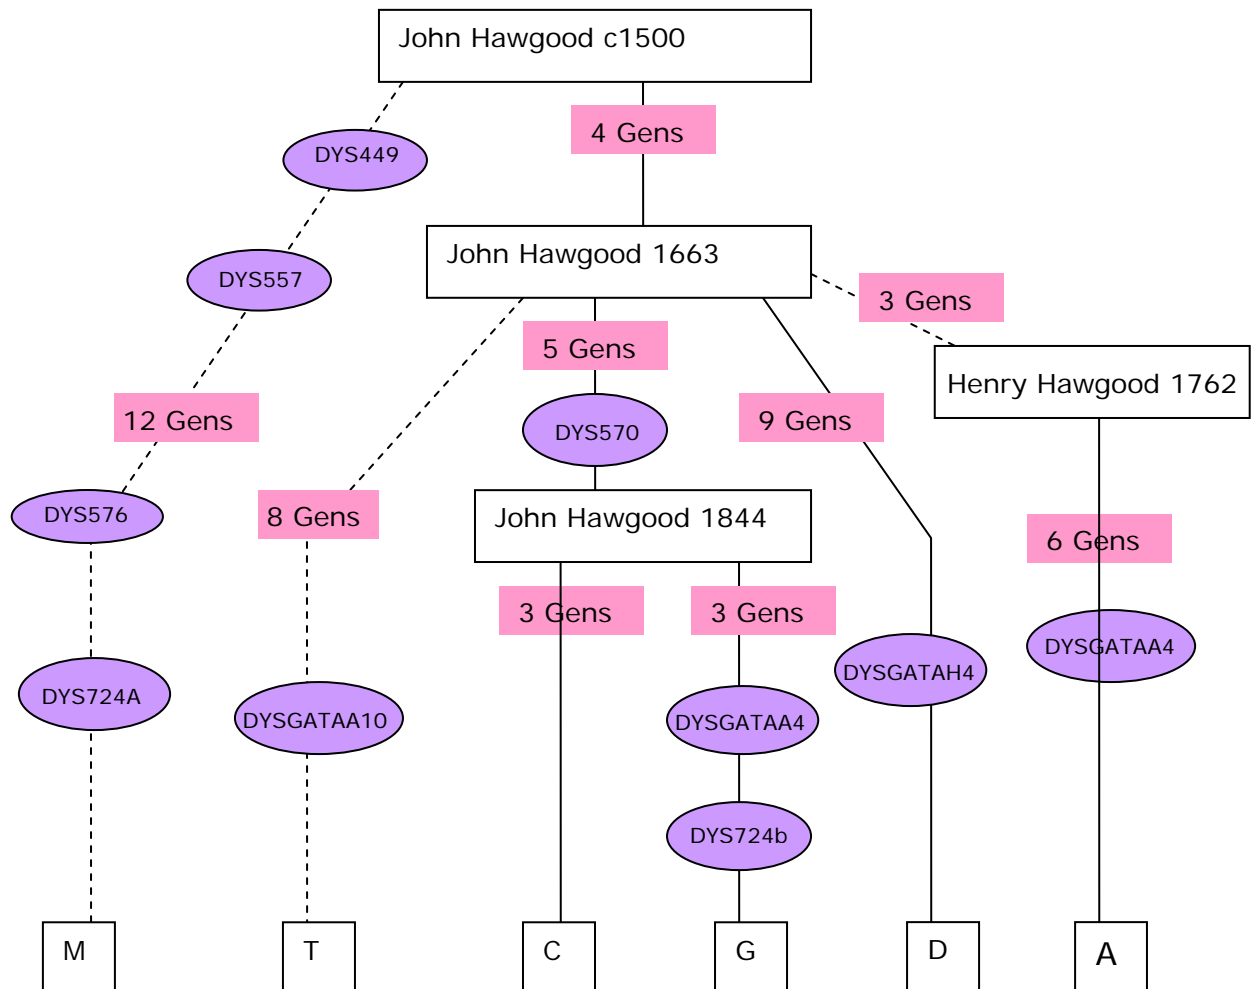 John Hawgood c1500
4 Gens
DYS449
John Hawgood 1663
DYS557
3 Gens
5 Gens
Henry Hawgood 1762
12 Gens
9 Gens
DYS570
DYS576
8 Gens
John Hawgood 1844
6 Gens
3 Gens
3 Gens
DYSGATAA4
DYSGATAH4
DYS724A
DYSGATAA10
DYSGATAA4
DYS724b
M
T
C
G
D
A